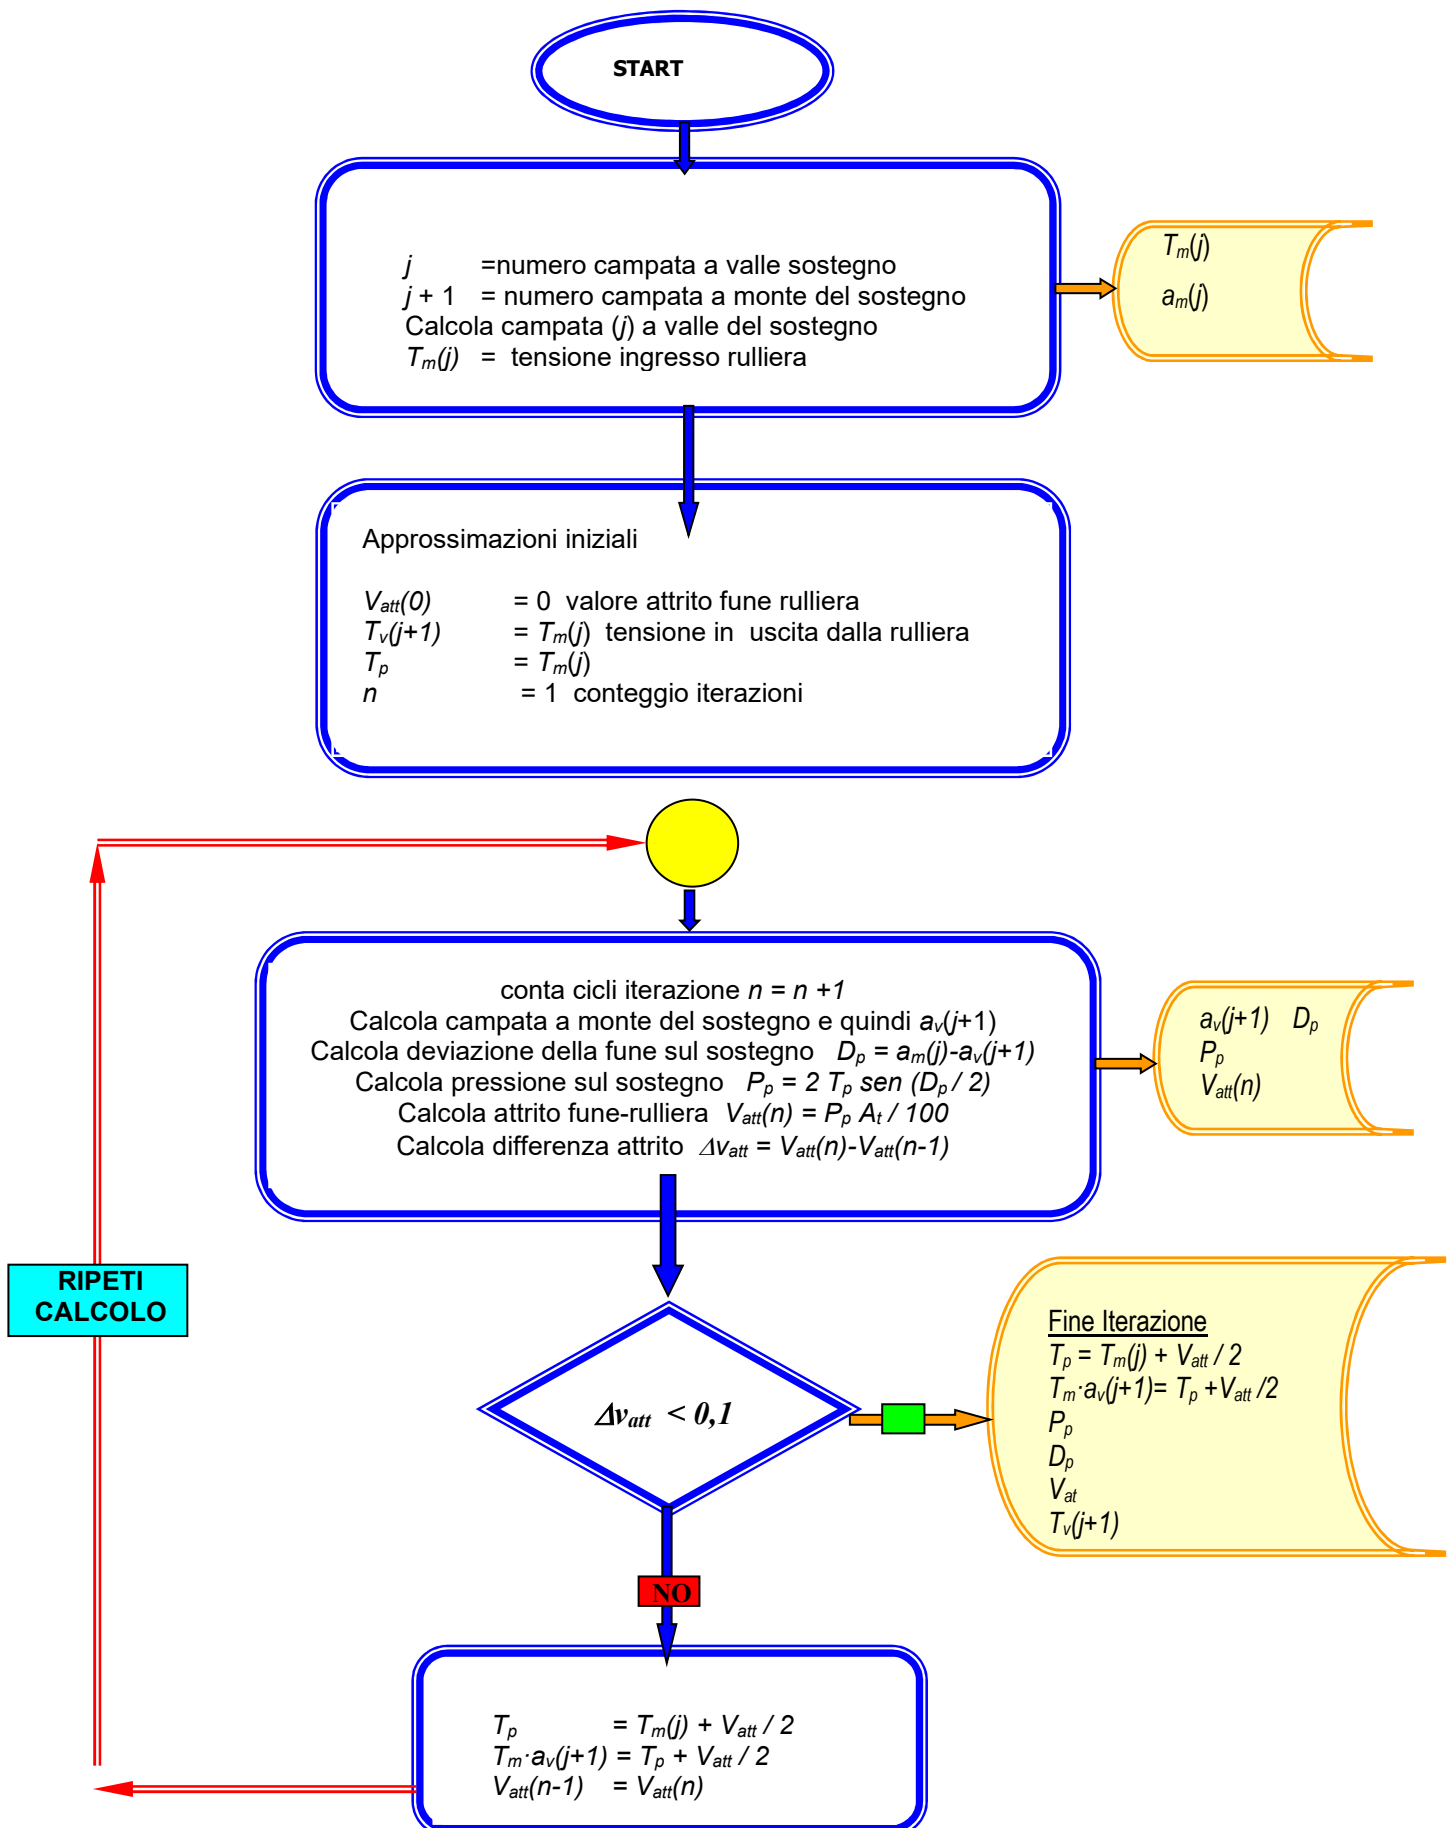 START
j =numero campata a valle sostegno
j + 1 = numero campata a monte del sostegno
Calcola campata (j) a valle del sostegno
Tm(j) = tensione ingresso rulliera
Tm(j)
am(j)
Approssimazioni iniziali
Vatt(0) = 0 valore attrito fune rulliera
Tv(j+1) = Tm(j) tensione in uscita dalla rulliera
Tp = Tm(j)
n = 1 conteggio iterazioni
conta cicli iterazione n = n +1
Calcola campata a monte del sostegno e quindi av(j+1)
Calcola deviazione della fune sul sostegno Dp = am(j)-av(j+1)
Calcola pressione sul sostegno Pp = 2 Tp sen (Dp / 2)
Calcola attrito fune-rulliera Vatt(n) = Pp At / 100
Calcola differenza attrito Δvatt = Vatt(n)-Vatt(n-1)
av(j+1) Dp
Pp
Vatt(n)
RIPETI
CALCOLO
Δvatt < 0,1
Fine Iterazione
Tp = Tm(j) + Vatt / 2
Tm·av(j+1)= Tp +Vatt /2
Pp
Dp
Vat
Tv(j+1)
NO
Tp = Tm(j) + Vatt / 2
Tm·av(j+1) = Tp + Vatt / 2
Vatt(n-1) = Vatt(n)